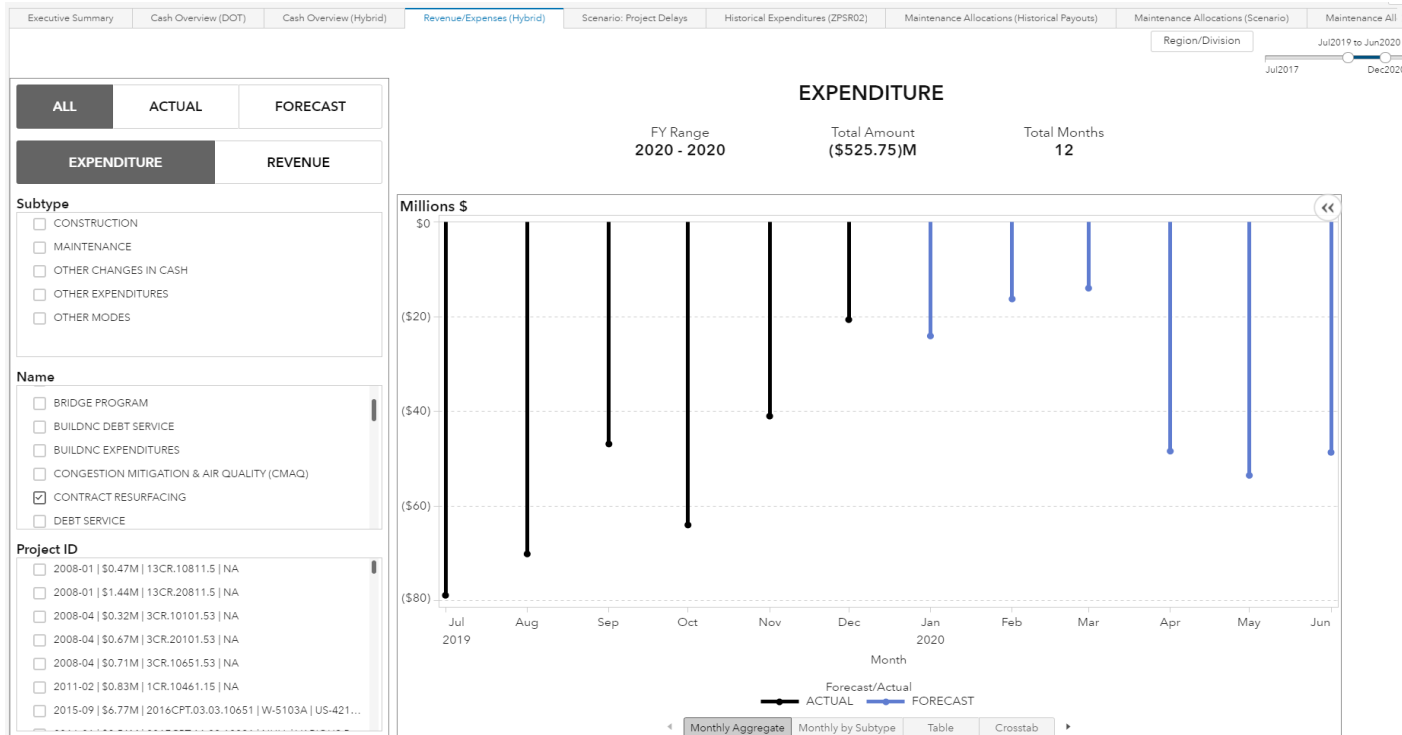 Executive Summary Cash Overview (DOT) Cash Overview (Hybrid) Revenue/Expenses (Hybrid) Scenario: Project Delays Historical Expenditures (ZPSR02) Maintenance Allocations (Historical Payouts) Maintenance Allocations (Scenario) Maintenance All
Region/Division Jul2019 to Jun2020
Jul2017 Dec2020
ALL ACTUAL FORECAST
EXPENDITURE REVENUE
Subtype
CONSTRUCTION
MAINTENANCE
OTHER CHANGES IN CASH
OTHER EXPENDITURES
OTHER MODES
Name
BRIDGE PROGRAM
BUILDNC DEBT SERVICE
BUILDNC EXPENDITURES
CONGESTION MITIGATION & AIR QUALITY (CMAQ)
CONTRACT RESURFACING
DEBT SERVICE
Project ID
2008-01 | $0.47M | 13CR.10811.5 | NA
2008-01 | $1.44M | 13CR.20811.5 | NA
2008-04 | $0.32M | 3CR.10101.53 | NA
2008-04 | $0.67M | 3CR.20101.53 | NA
2008-04 | $0.71M | 3CR.10651.53 | NA
2011-02 | $0.83M | 1CR.10461.15 | NA
2015-09 | $6.77M | 2016CPT.03.03.10651 | W-5103A | US-421...
EXPENDITURE
FY Range Total Amount Total Months
2020 - 2020 ($525.75)M 12
Millions $
$0
($20)
($40)
($60)
($80)
Jul Aug Sep Oct Nov Dec Jan Feb Mar Apr May Jun
2019 2020
Month
Forecast/Actual
ACTUAL FORECAST
Monthly Aggregate Monthly by Subtype Table Crosstab